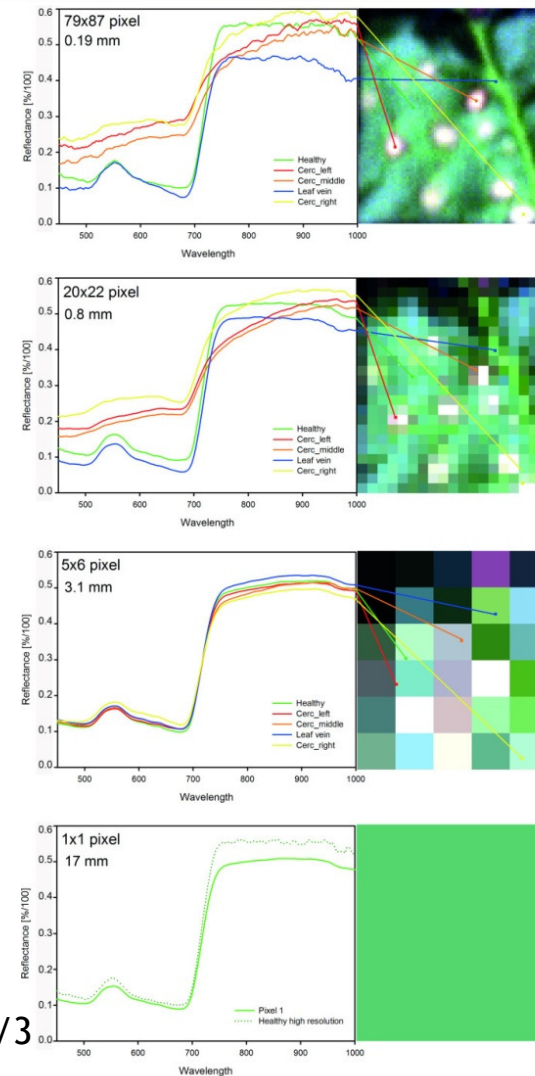 79x87 pixel
0.19 mm
Reflectance [%/100]
0.6
0.5
0.4
0.3
0.2
0.1
0.0
Healthy
Cerc_left
Cerc_middle
Leaf vein
Cerc_right
500 600 700 800 900 1000
Wavelength
20x22 pixel
0.8 mm
Reflectance [%/100]
0.6
0.5
0.4
0.3
0.2
0.1
0.0
Healthy
Cerc_left
Cerc_middle
Leaf vein
Cerc_right
500 600 700 800 900 1000
Wavelength
5x6 pixel
3.1 mm
Reflectance [%/100]
0.6
0.5
0.4
0.3
0.2
0.1
0.0
Healthy
Cerc_left
Cerc_middle
Leaf vein
Cerc_right
500 600 700 800 900 1000
Wavelength
1x1 pixel
17 mm
Reflectance [%/100]
0.6
0.5
0.4
0.3
0.2
0.1
0.0
Pixel 1
Healthy high resolution
500 600 700 800 900 1000
Wavelength
/3